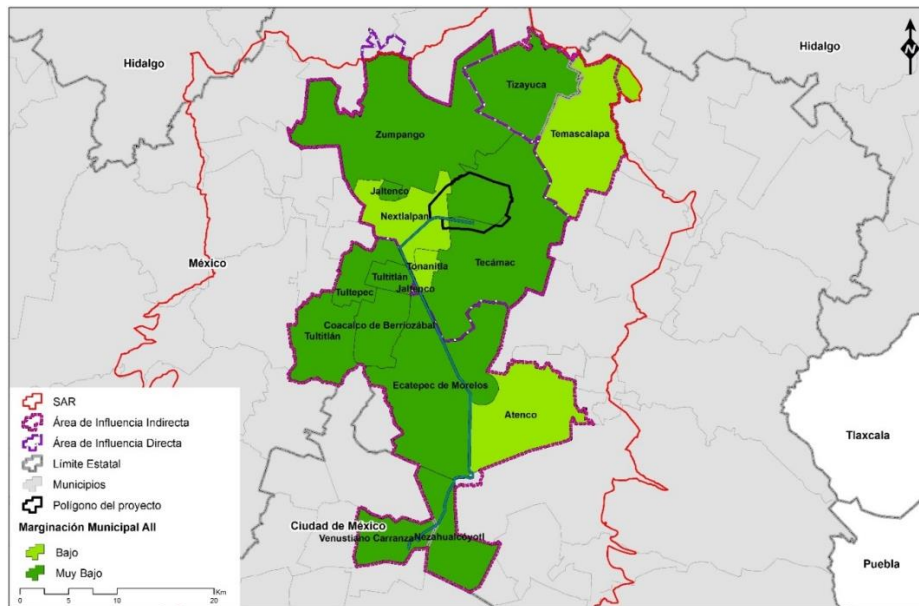 Hidalgo
Hidalgo
N
Tizayuca
Zumpango
Temascalapa
Jaltenco
Nextlalpan
México
Tonanitla
Tecámac
Tultitlán
Jaltenco
Tultepec
Coacalco de Berriozábal
Tultitlán
Ecatepec de Morelos
Atenco
SAR
Área de Influencia Indirecta
Área de Influencia Directa
Límite Estatal
Municipios
Polígono del proyecto
Marginación Municipal AII
Bajo
Muy Bajo
0 5 10 20 Km
Tlaxcala
Ciudad de México
Venustiano Carranza
Nezahualcóyotl
Puebla